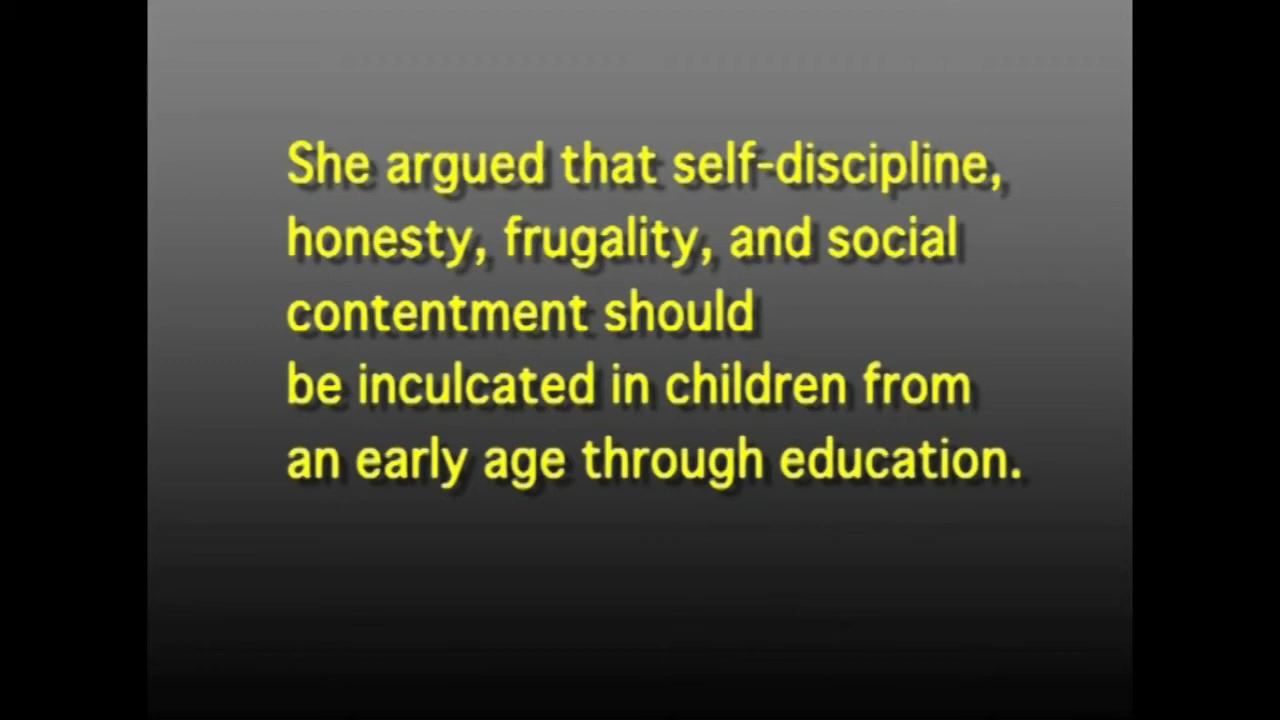 She argued that self-discipline,
honesty, frugality, and social
contentment should
be inculcated in children from
an early age through education.